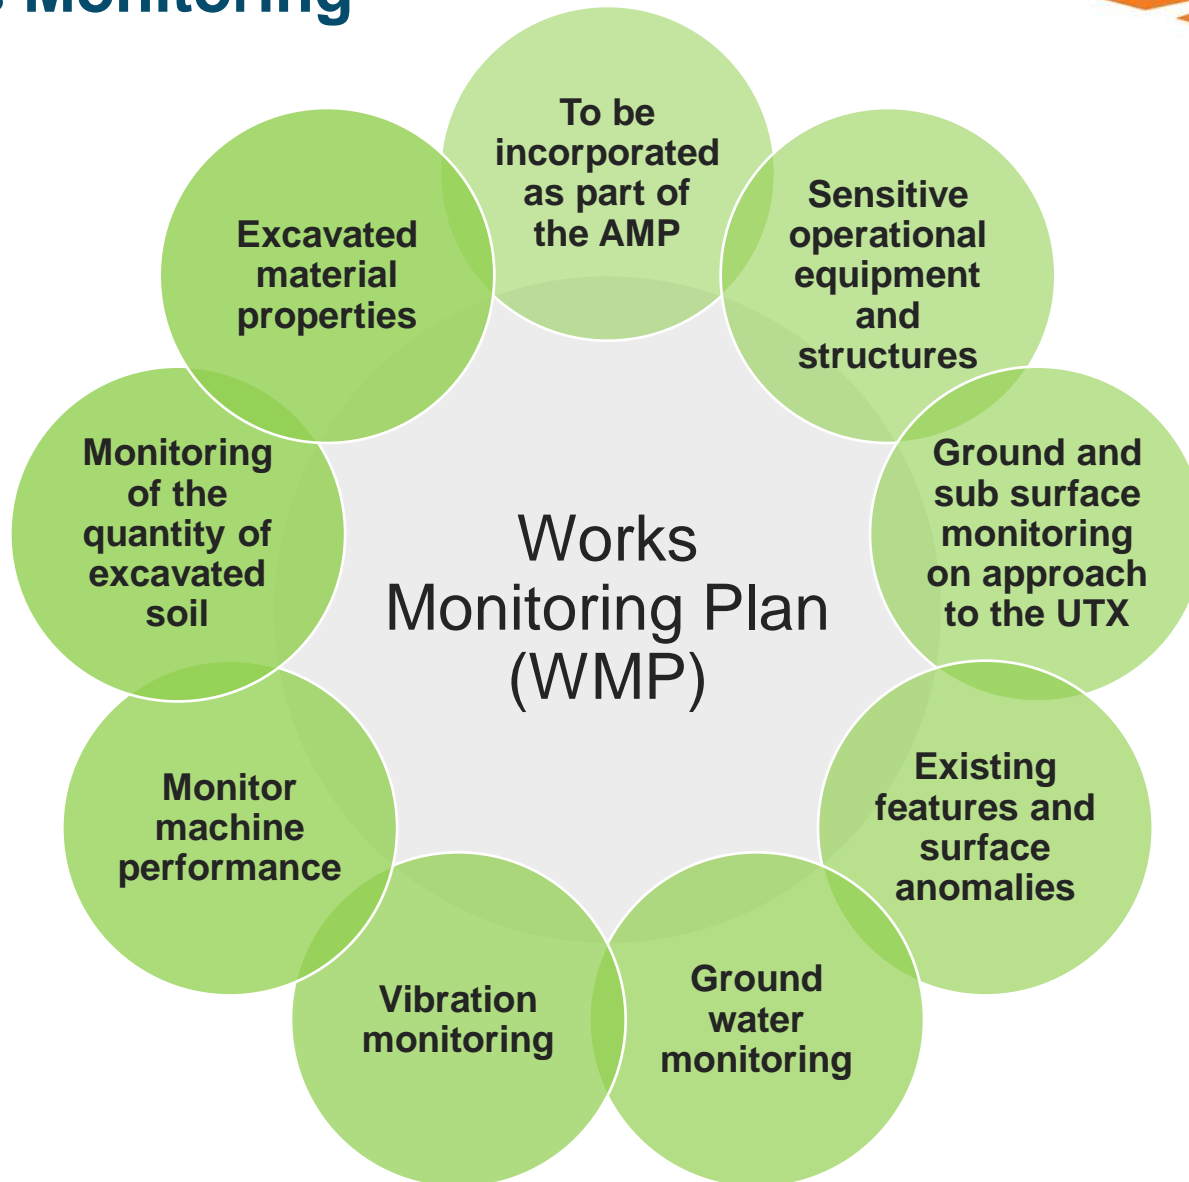 Monitoring
To be
incorporated
as part of
the AMP
Sensitive
operational
equipment
and
structures
Ground and
sub surface
monitoring
on approach
to the UTX
Existing
features and
surface
anomalies
Ground
water
monitoring
Vibration
monitoring
Monitor
machine
performance
Monitoring
of the
quantity of
excavated
soil
Excavated
material
properties
Works
Monitoring Plan
(WMP)